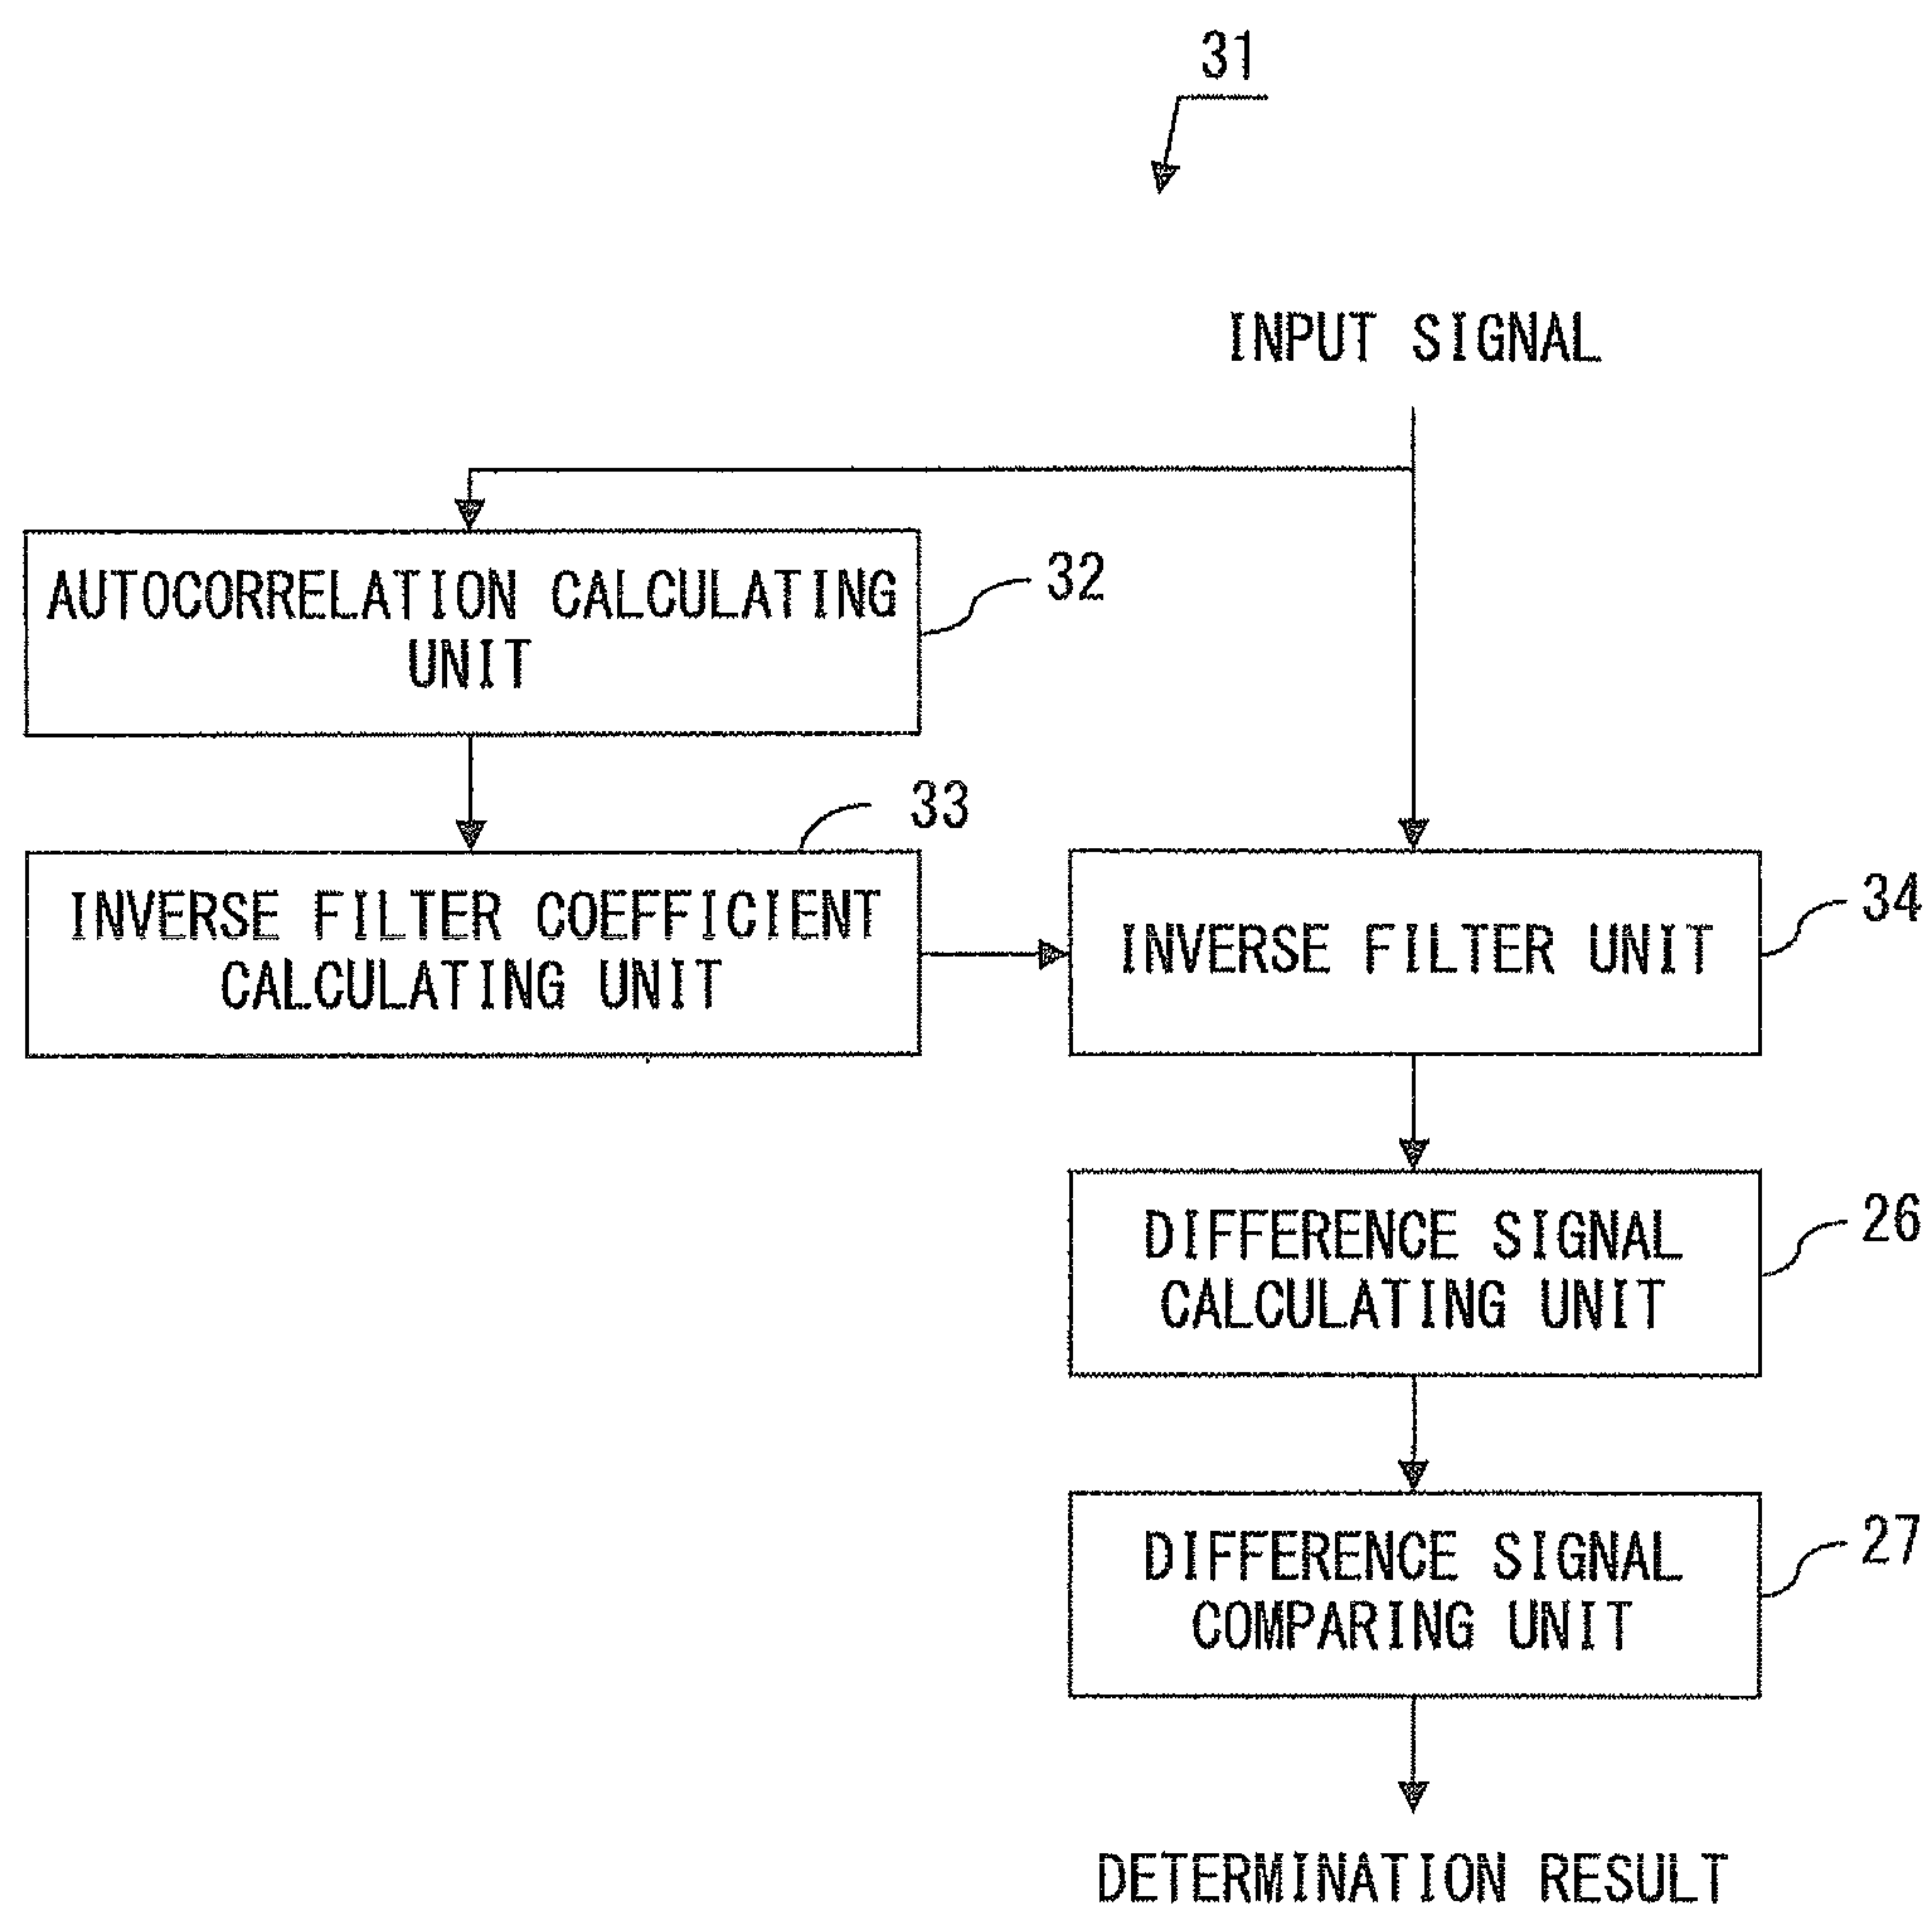 31
INPUT SIGNAL
AUTOCORRELATION CALCULATING
UNIT
32
33
INVERSE FILTER COEFFICIENT
CALCULATING UNIT
INVERSE FILTER UNIT
34
DIFFERENCE SIGNAL
CALCULATING UNIT
26
DIFFERENCE SIGNAL
COMPARING UNIT
27
DETERMINATION RESULT